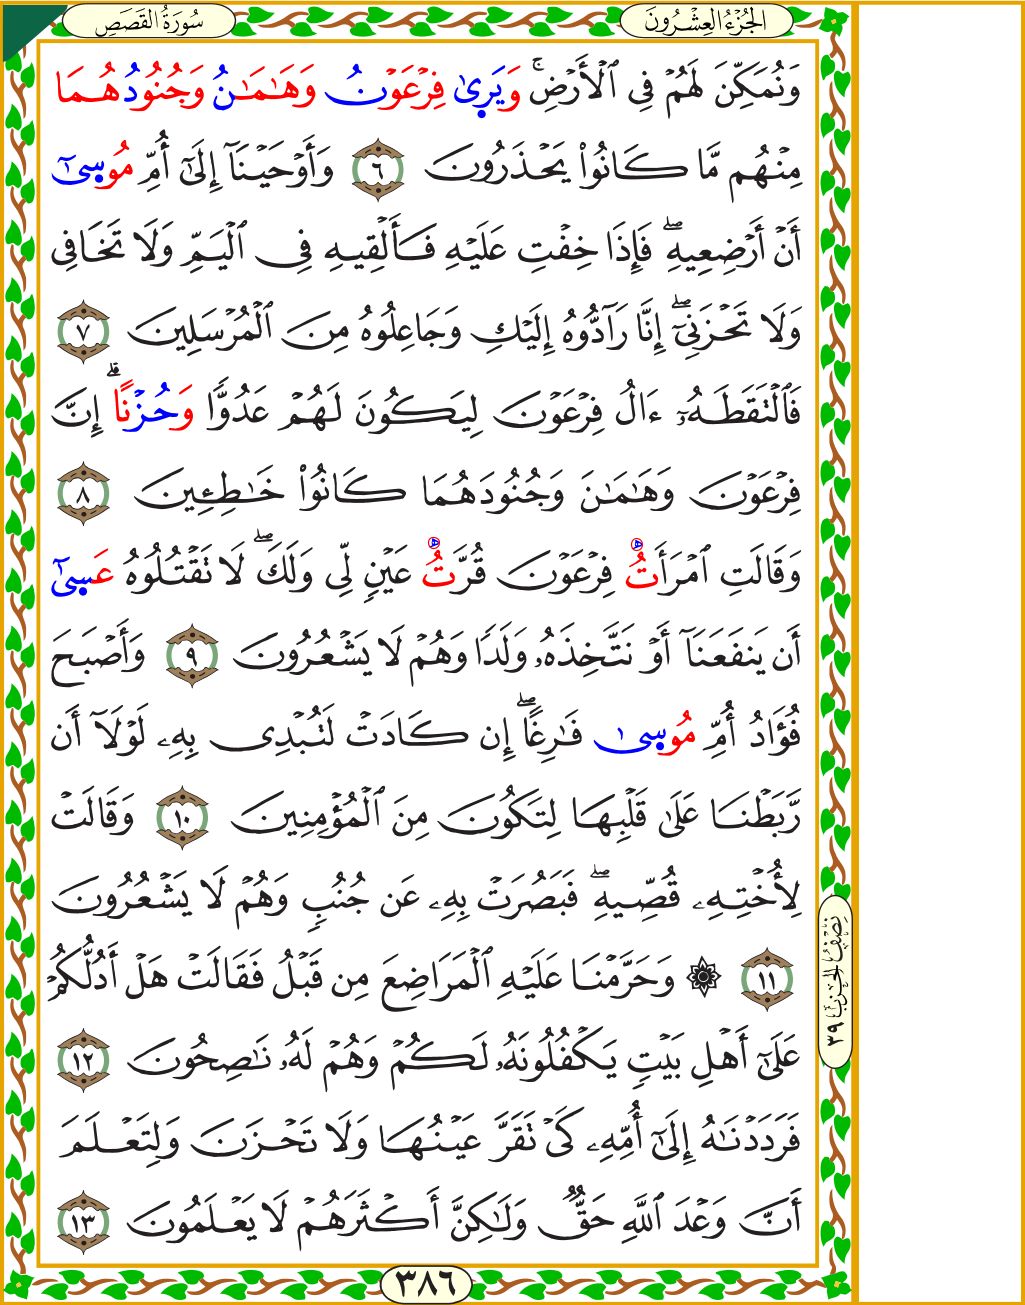 الجُزْءُ العِشْرُونَ
سُورَةُ القَصَصِ
وَنُمَكِّنَ لَهُمْ فِي ٱلْأَرْضِۚ وَيَرَىٰ فِرْعَوْنُ وَهَٰمَٰنُ وَجُنُودُهُمَا
مِنْهُم مَّا كَانُوا۟ يَحْذَرُونَ ٦ وَأَوْحَيْنَآ إِلَىٰٓ أُمِّ مُوسَىٰٓ
أَنْ أَرْضِعِيهِۖ فَإِذَا خِفْتِ عَلَيْهِ فَأَلْقِيهِ فِي ٱلْيَمِّ وَلَا تَخَافِي
وَلَا تَحْزَنِيٓۖ إِنَّا رَآدُّوهُ إِلَيْكِ وَجَاعِلُوهُ مِنَ ٱلْمُرْسَلِينَ ٧
فَٱلْتَقَطَهُۥٓ ءَالُ فِرْعَوْنَ لِيَكُونَ لَهُمْ عَدُوًّا وَحُزْنًاۗ إِنَّ
فِرْعَوْنَ وَهَٰمَٰنَ وَجُنُودَهُمَا كَانُوا۟ خَٰطِـِٔينَ ٨
وَقَالَتِ ٱمْرَأَتُ فِرْعَوْنَ قُرَّتُ عَيْنٍ لِّي وَلَكَۖ لَا تَقْتُلُوهُ عَسَىٰٓ
أَن يَنفَعَنَآ أَوْ نَتَّخِذَهُۥ وَلَدًا وَهُمْ لَا يَشْعُرُونَ ٩ وَأَصْبَحَ
فُؤَادُ أُمِّ مُوسَىٰ فَٰرِغًاۖ إِن كَادَتْ لَتُبْدِي بِهِۦ لَوْلَآ أَن
رَّبَطْنَا عَلَىٰ قَلْبِهَا لِتَكُونَ مِنَ ٱلْمُؤْمِنِينَ ١٠ وَقَالَتْ
لِأُخْتِهِۦ قُصِّيهِۖ فَبَصُرَتْ بِهِۦ عَن جُنُبٍ وَهُمْ لَا يَشْعُرُونَ
١١ ۞ وَحَرَّمْنَا عَلَيْهِ ٱلْمَرَاضِعَ مِن قَبْلُ فَقَالَتْ هَلْ أَدُلُّكُمْ
عَلَىٰٓ أَهْلِ بَيْتٍ يَكْفُلُونَهُۥ لَكُمْ وَهُمْ لَهُۥ نَٰصِحُونَ ١٢
فَرَدَدْنَٰهُ إِلَىٰٓ أُمِّهِۦ كَيْ تَقَرَّ عَيْنُهَا وَلَا تَحْزَنَ وَلِتَعْلَمَ
أَنَّ وَعْدَ ٱللَّهِ حَقٌّ وَلَٰكِنَّ أَكْثَرَهُمْ لَا يَعْلَمُونَ ١٣
نِصْفُ الحِزْبِ ٣٩
٣٨٦